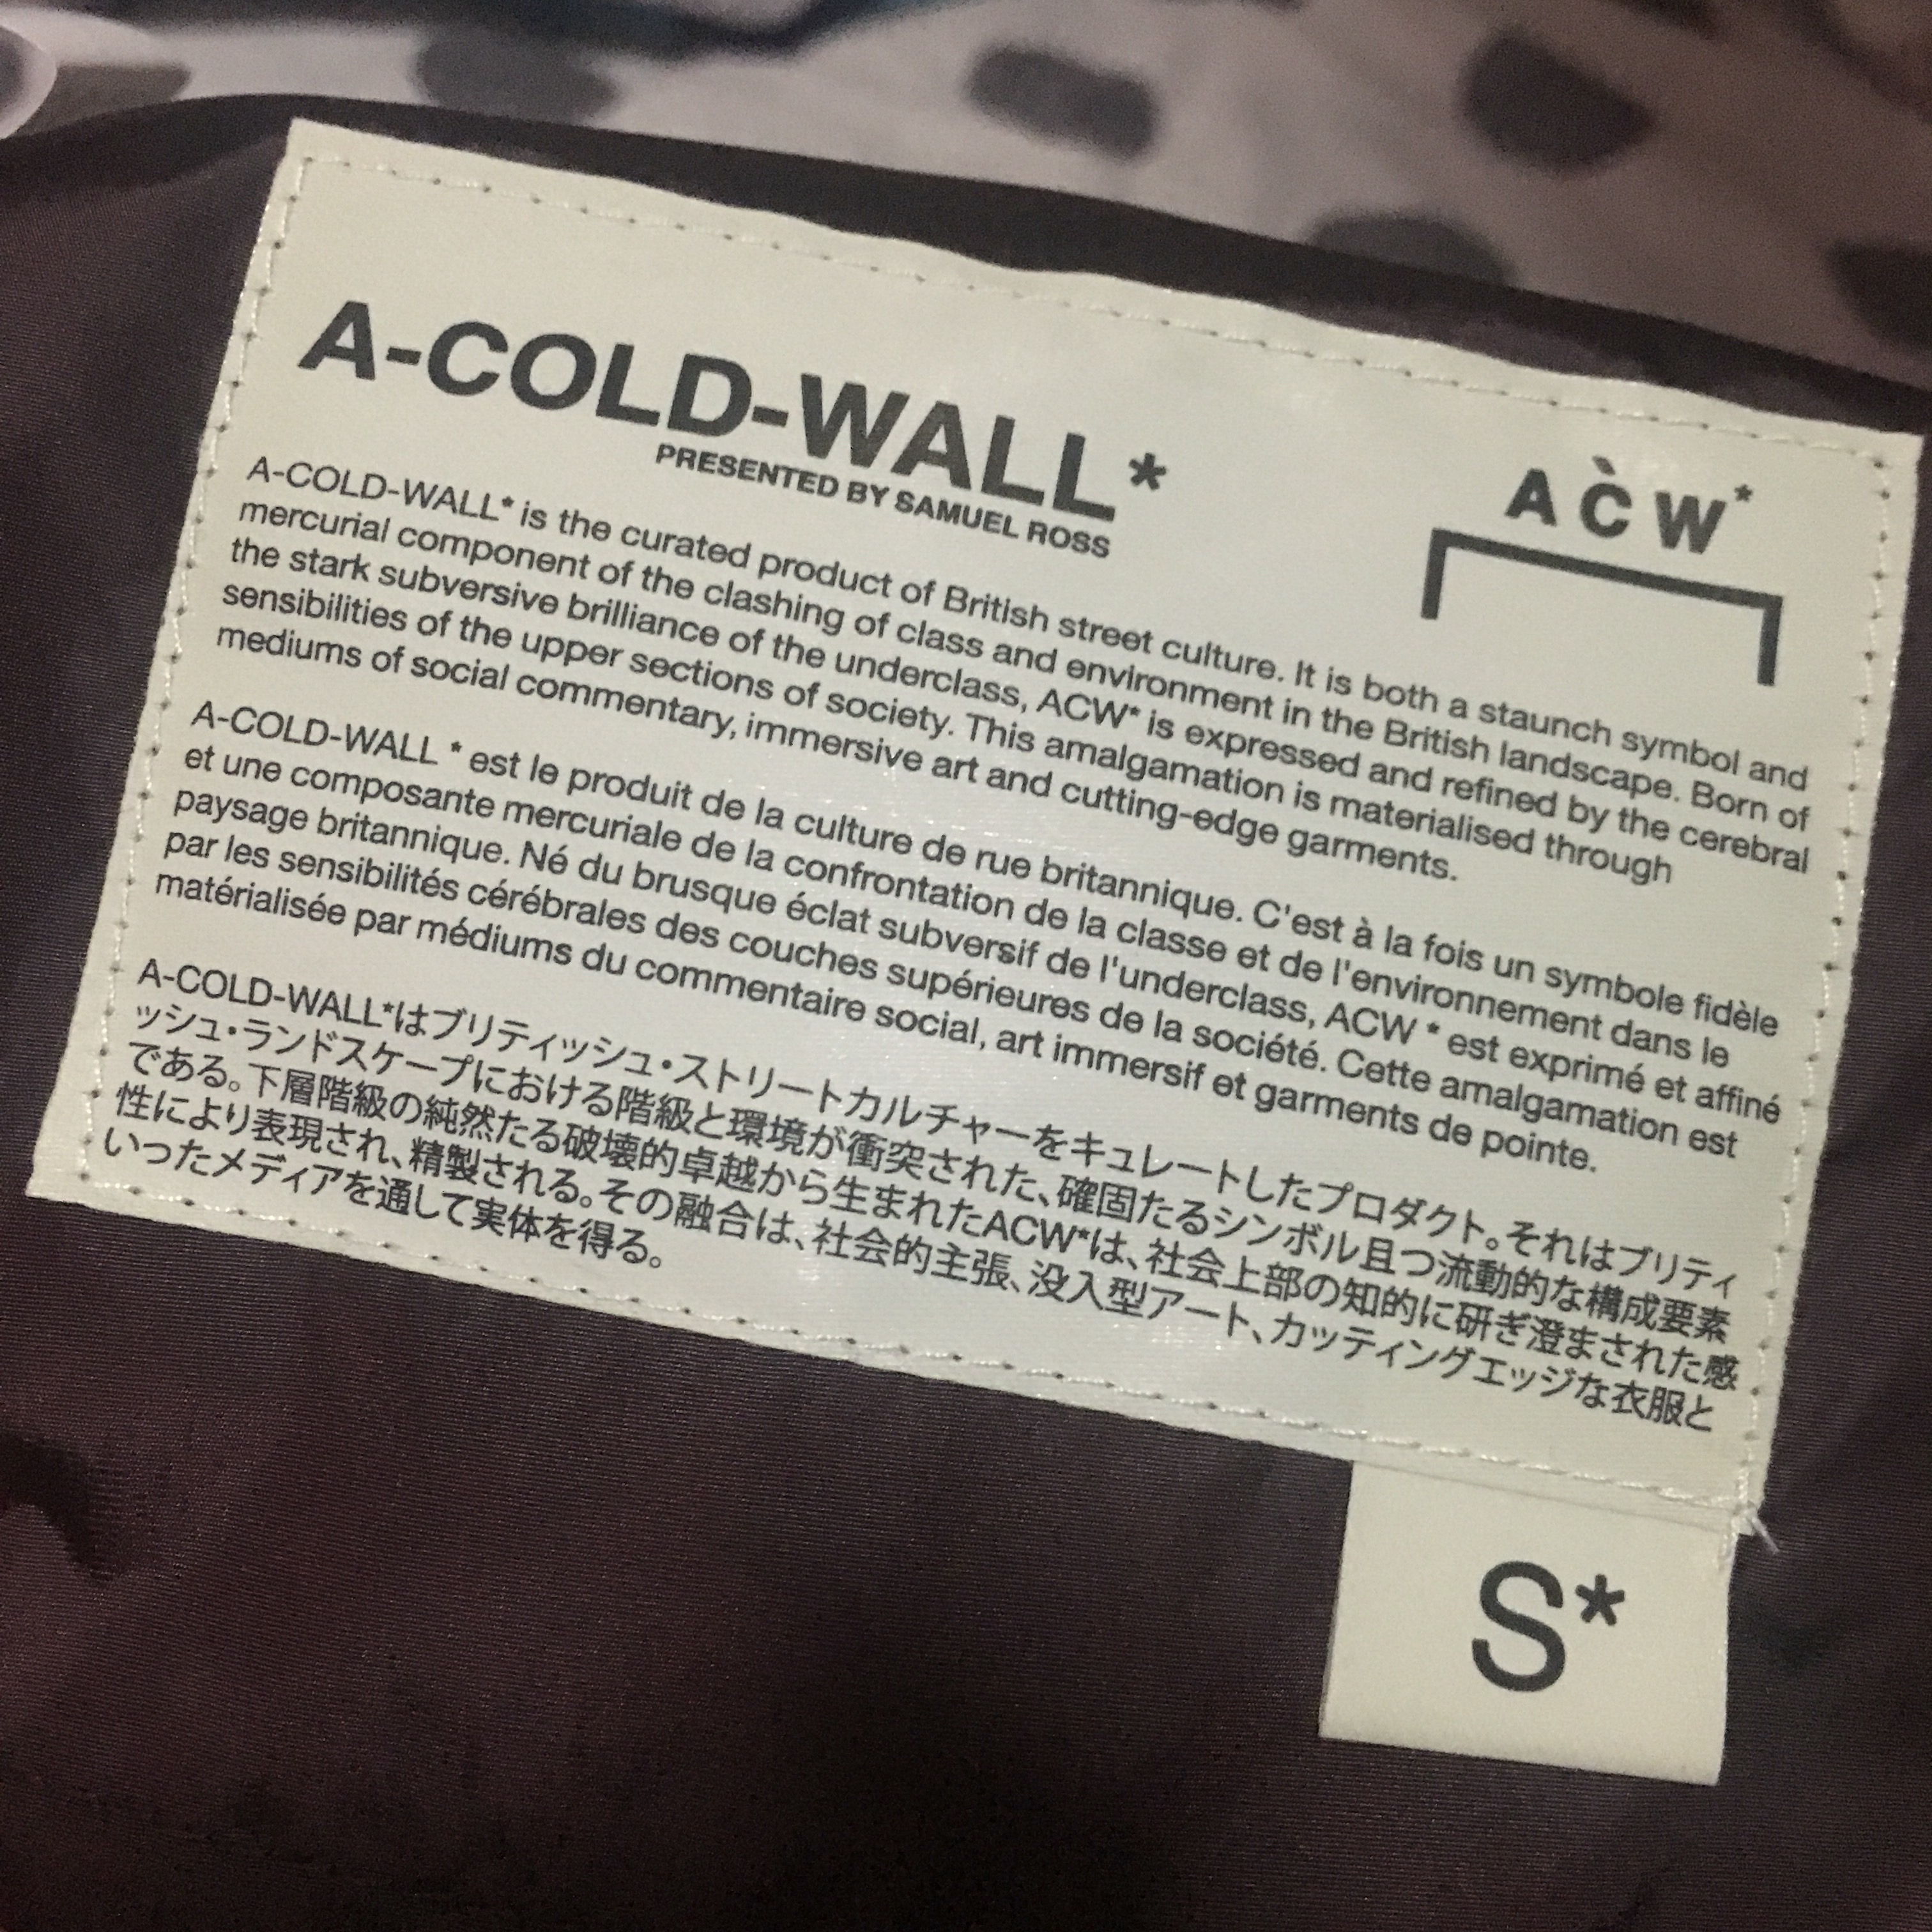 A-COLD-WALL*
PRESENTED BY SAMUEL ROSS
AC̀W*
A-COLD-WALL* is the curated product of British street culture. It is both a staunch symbol and
mercurial component of the clashing of class and environment in the British landscape. Born of
the stark subversive brilliance of the underclass, ACW* is expressed and refined by the cerebral
sensibilities of the upper sections of society. This amalgamation is materialised through
mediums of social commentary, immersive art and cutting-edge garments.
A-COLD-WALL * est le produit de la culture de rue britannique. C'est à la fois un symbole fidèle
et une composante mercuriale de la confrontation de la classe et de l'environnement dans le
paysage britannique. Né du brusque éclat subversif de l'underclass, ACW * est exprimé et affiné
par les sensibilités cérébrales des couches supérieures de la société. Cette amalgamation est
matérialisée par médiums du commentaire social, art immersif et garments de pointe.
A-COLD-WALL*はブリティッシュ・ストリートカルチャーをキュレートしたプロダクト。それはブリティ
ッシュ・ランドスケープにおける階級と環境が衝突された、確固たるシンボル且つ流動的な構成要素
である。下層階級の純然たる破壊的卓越から生まれたACW*は、社会上部の知的に研ぎ澄まされた感
性により表現され、精製される。その融合は、社会的主張、没入型アート、カッティングエッジな衣服と
いったメディアを通して実体を得る。
S*